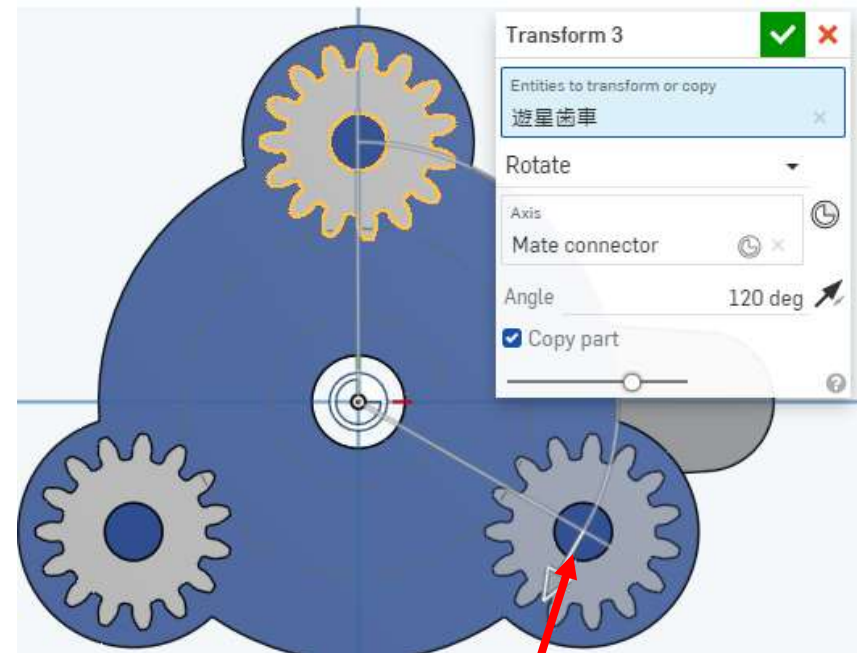 Transform 3
Entities to transform or copy
遊星歯車
Rotate
Axis
Mate connector
Angle 120 deg
Copy part